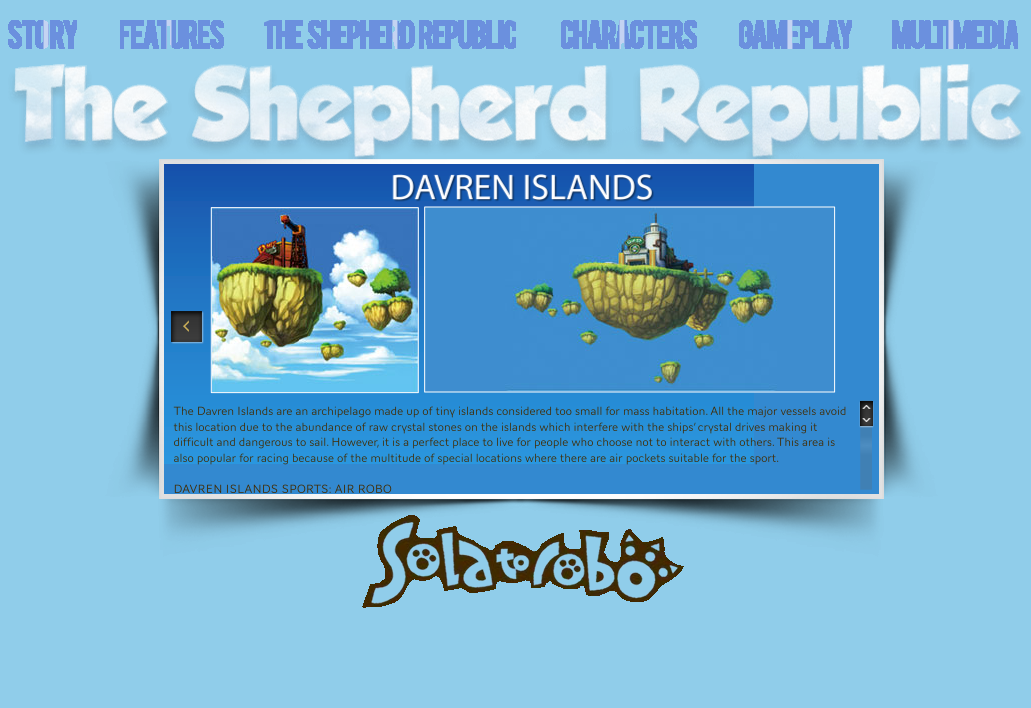 STORY FEATURES THE SHEPHERD REPUBLIC CHARACTERS GAMEPLAY MULTIMEDIA
The Shepherd Republic
DAVREN ISLANDS
The Davren Islands are an archipelago made up of tiny islands considered too small for mass habitation. All the major vessels avoid
this location due to the abundance of raw crystal stones on the islands which interfere with the ships' crystal drives making it
difficult and dangerous to sail. However, it is a perfect place to live for people who choose not to interact with others. This area is
also popular for racing because of the multitude of special locations where there are air pockets suitable for the sport.
DAVREN ISLANDS SPORTS: AIR ROBO
Solatorobo